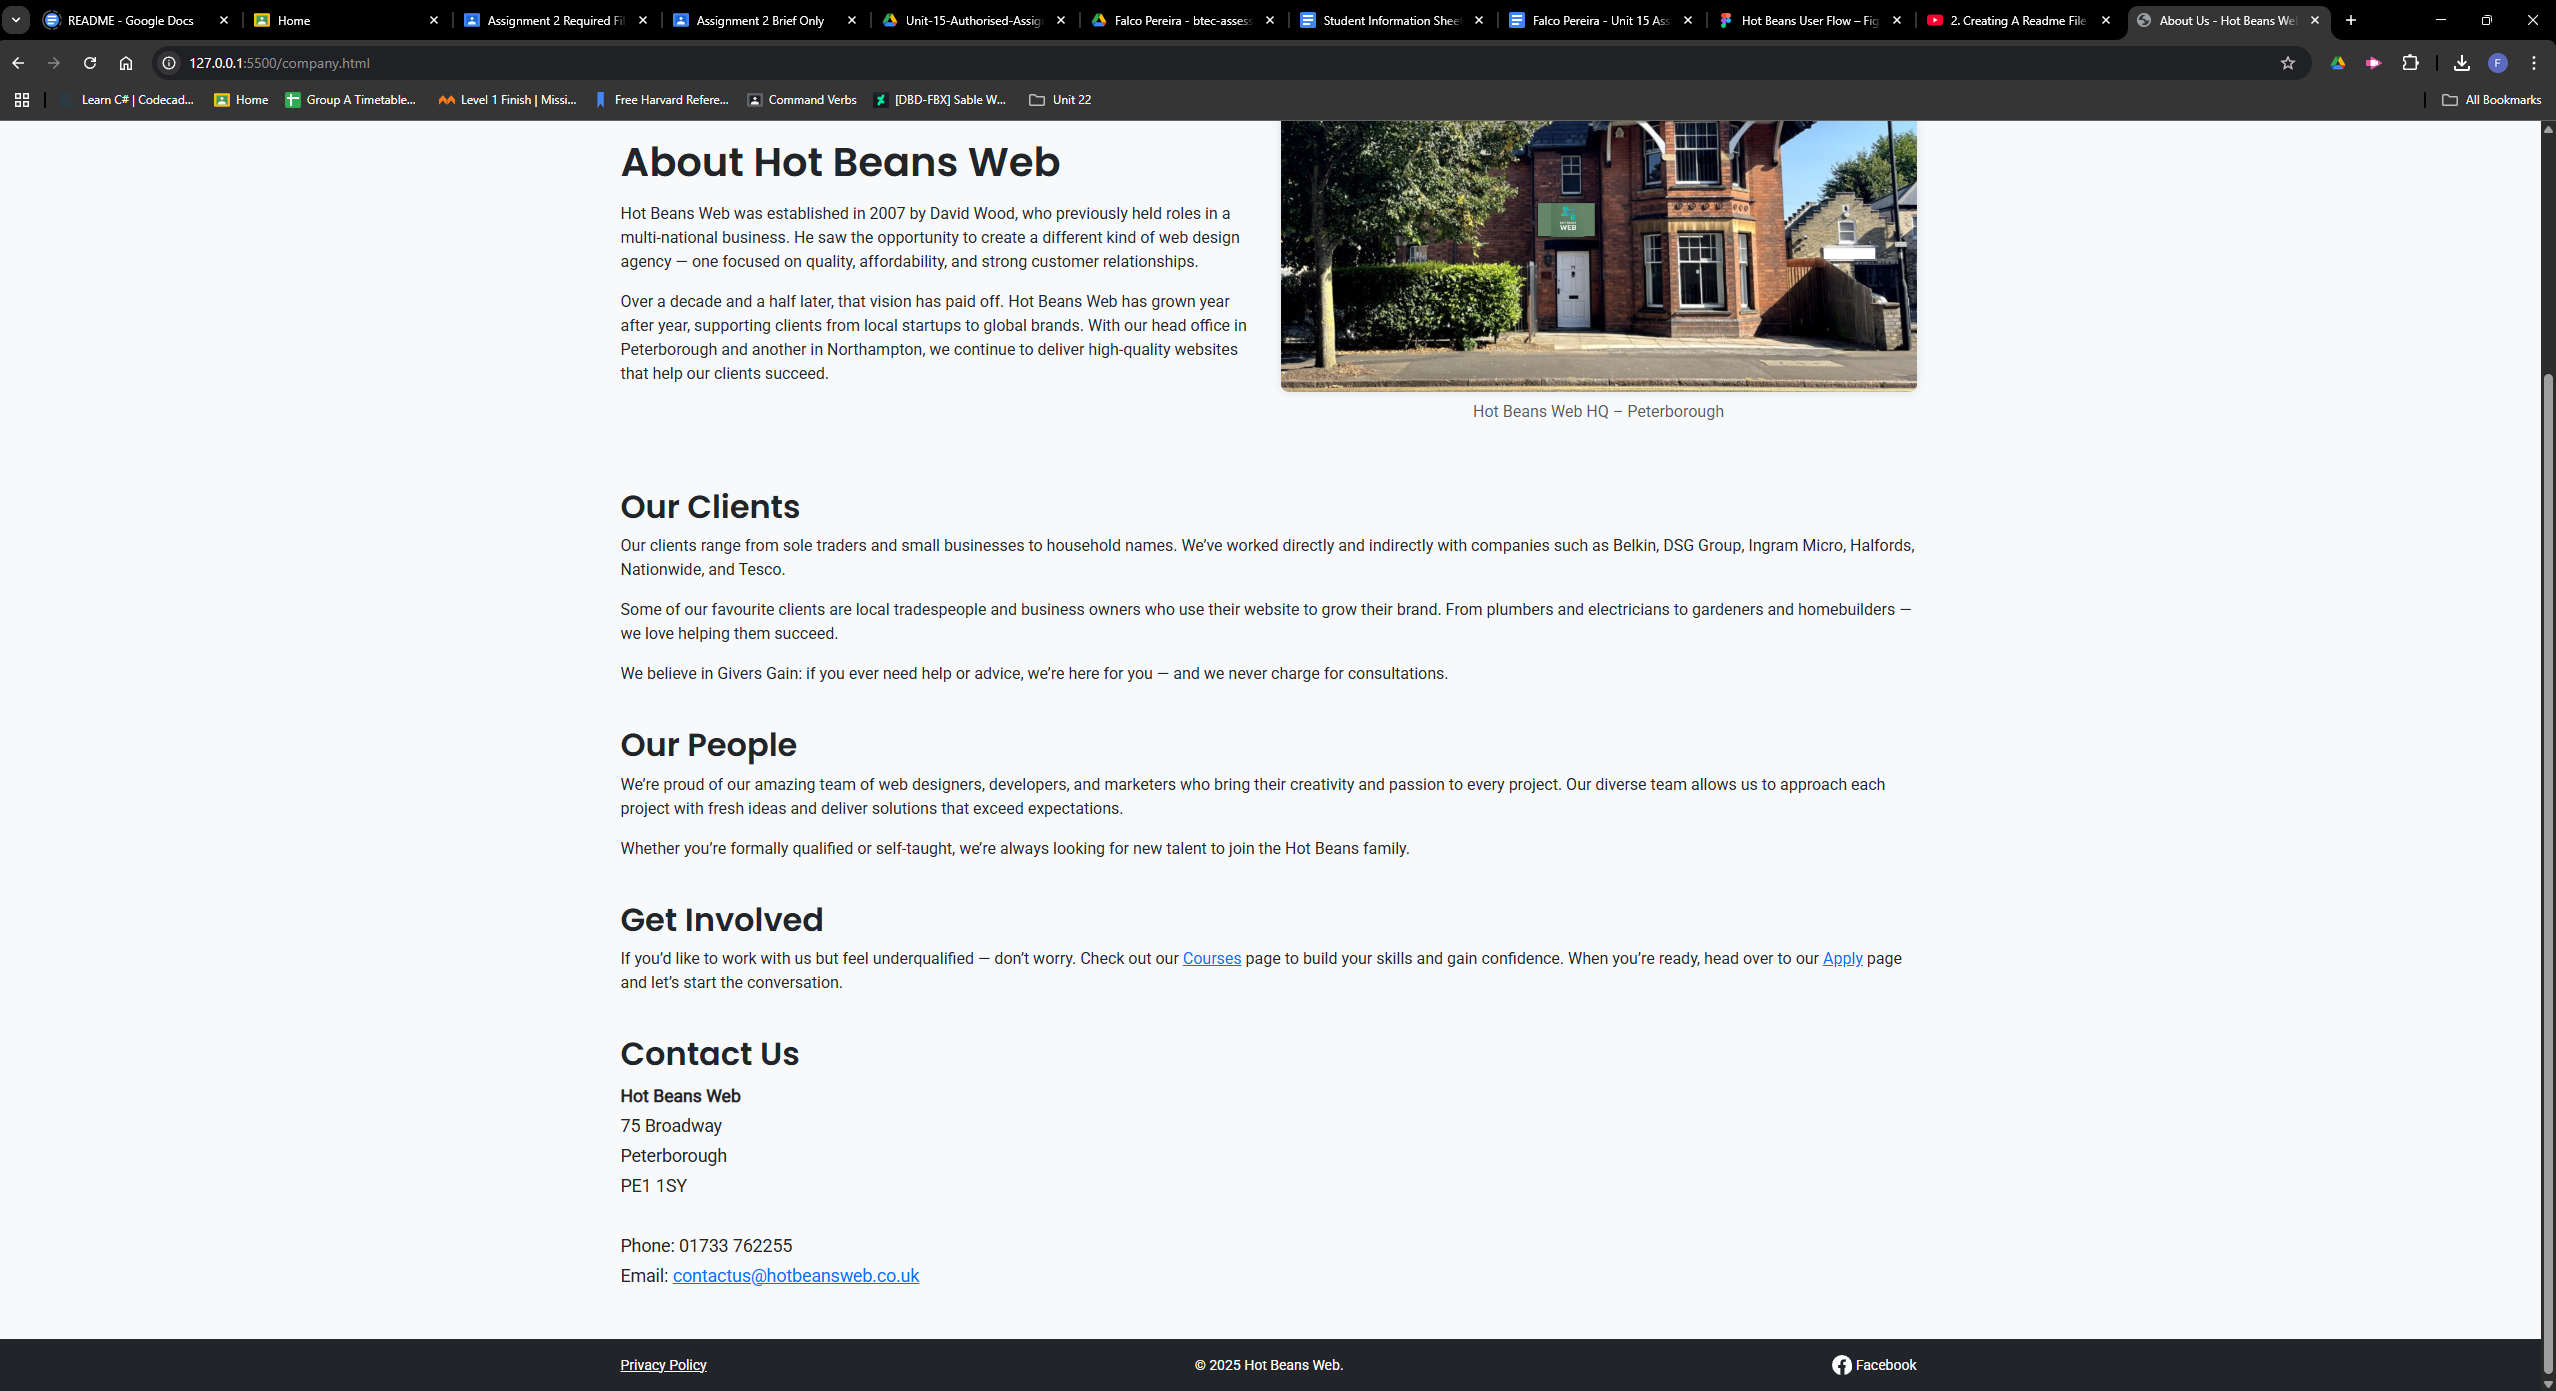 README - Google Docs
Home
Assignment 2 Required Fi
Assignment 2 Brief Only
Unit-15-Authorised-Assig
Falco Pereira - btec-assess
Student Information Sheet
Falco Pereira - Unit 15 Ass
Hot Beans User Flow – Fig
2. Creating A Readme File
About Us - Hot Beans We
127.0.0.1:5500/company.html
F
Learn C# | Codecad...
Home
Group A Timetable...
Level 1 Finish | Missi...
Free Harvard Refere...
Command Verbs
[DBD-FBX] Sable W...
Unit 22
All Bookmarks
About Hot Beans Web
Hot Beans Web was established in 2007 by David Wood, who previously held roles in a
multi-national business. He saw the opportunity to create a different kind of web design
agency — one focused on quality, affordability, and strong customer relationships.
Over a decade and a half later, that vision has paid off. Hot Beans Web has grown year
after year, supporting clients from local startups to global brands. With our head office in
Peterborough and another in Northampton, we continue to deliver high-quality websites
that help our clients succeed.
HOT BEANS
WEB
Hot Beans Web HQ – Peterborough
Our Clients
Our clients range from sole traders and small businesses to household names. We’ve worked directly and indirectly with companies such as Belkin, DSG Group, Ingram Micro, Halfords,
Nationwide, and Tesco.
Some of our favourite clients are local tradespeople and business owners who use their website to grow their brand. From plumbers and electricians to gardeners and homebuilders —
we love helping them succeed.
We believe in Givers Gain: if you ever need help or advice, we’re here for you — and we never charge for consultations.
Our People
We’re proud of our amazing team of web designers, developers, and marketers who bring their creativity and passion to every project. Our diverse team allows us to approach each
project with fresh ideas and deliver solutions that exceed expectations.
Whether you’re formally qualified or self-taught, we’re always looking for new talent to join the Hot Beans family.
Get Involved
If you’d like to work with us but feel underqualified — don’t worry. Check out our Courses page to build your skills and gain confidence. When you’re ready, head over to our Apply page
and let’s start the conversation.
Contact Us
Hot Beans Web
75 Broadway
Peterborough
PE1 1SY
Phone: 01733 762255
Email: contactus@hotbeansweb.co.uk
Privacy Policy
© 2025 Hot Beans Web.
Facebook